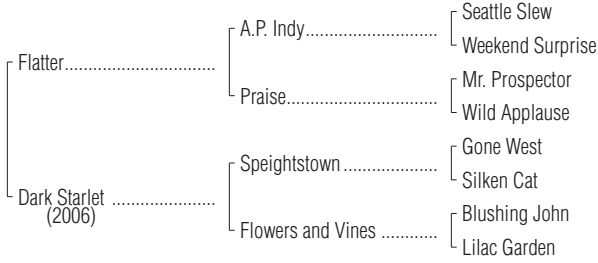 Seattle Slew
A.P. Indy..............................
Weekend Surprise
Flatter..................................
Mr. Prospector
Praise..................................
Wild Applause
Gone West
Speightstown .....................
Silken Cat
Dark Starlet .......................
(2006)
Blushing John
Flowers and Vines ............
Lilac Garden